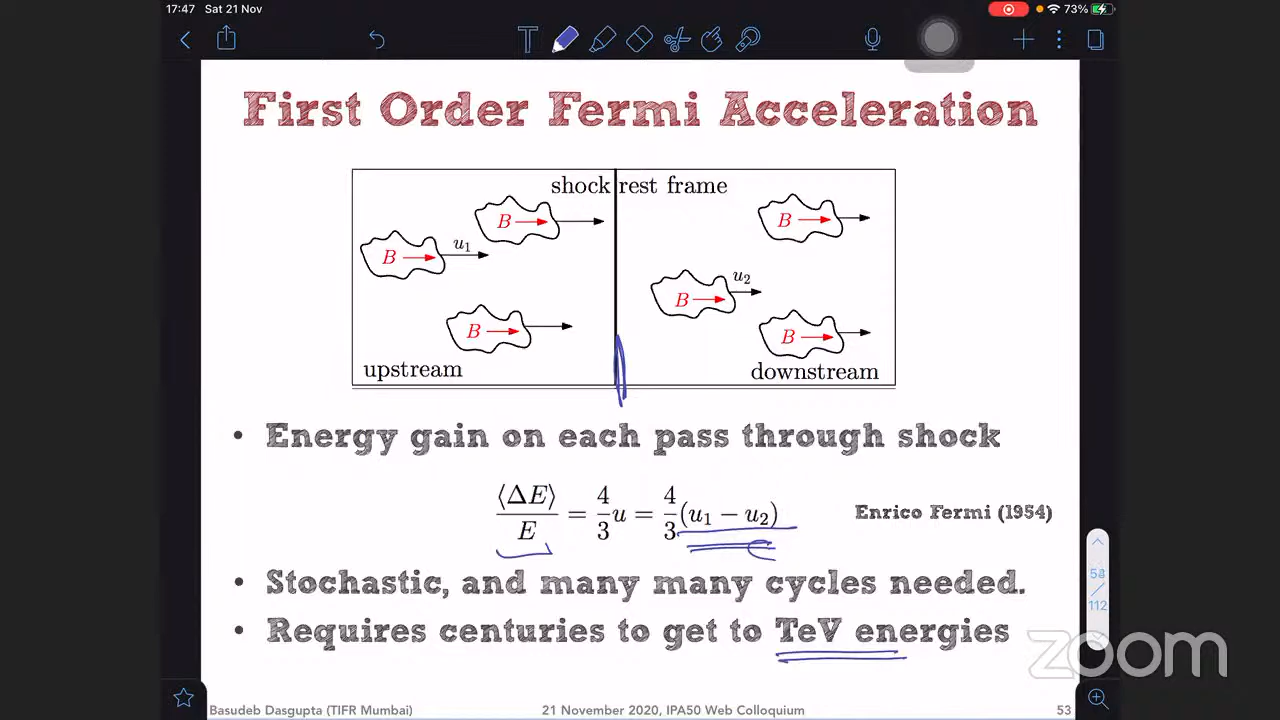 17:47 Sat 21 Nov
73%
First Order Fermi Acceleration
shock rest frame
B
B
B
u1
B
u2
B
B
upstream
downstream
• Energy gain on each pass through shock
⟨ΔE⟩/E = 4/3 u = 4/3 (u1 − u2)
Enrico Fermi (1954)
• Stochastic, and many many cycles needed.
• Requires centuries to get to TeV energies
54
/
112
zoom
Basudeb Dasgupta (TIFR Mumbai)
21 November 2020, IPA50 Web Colloquium
53